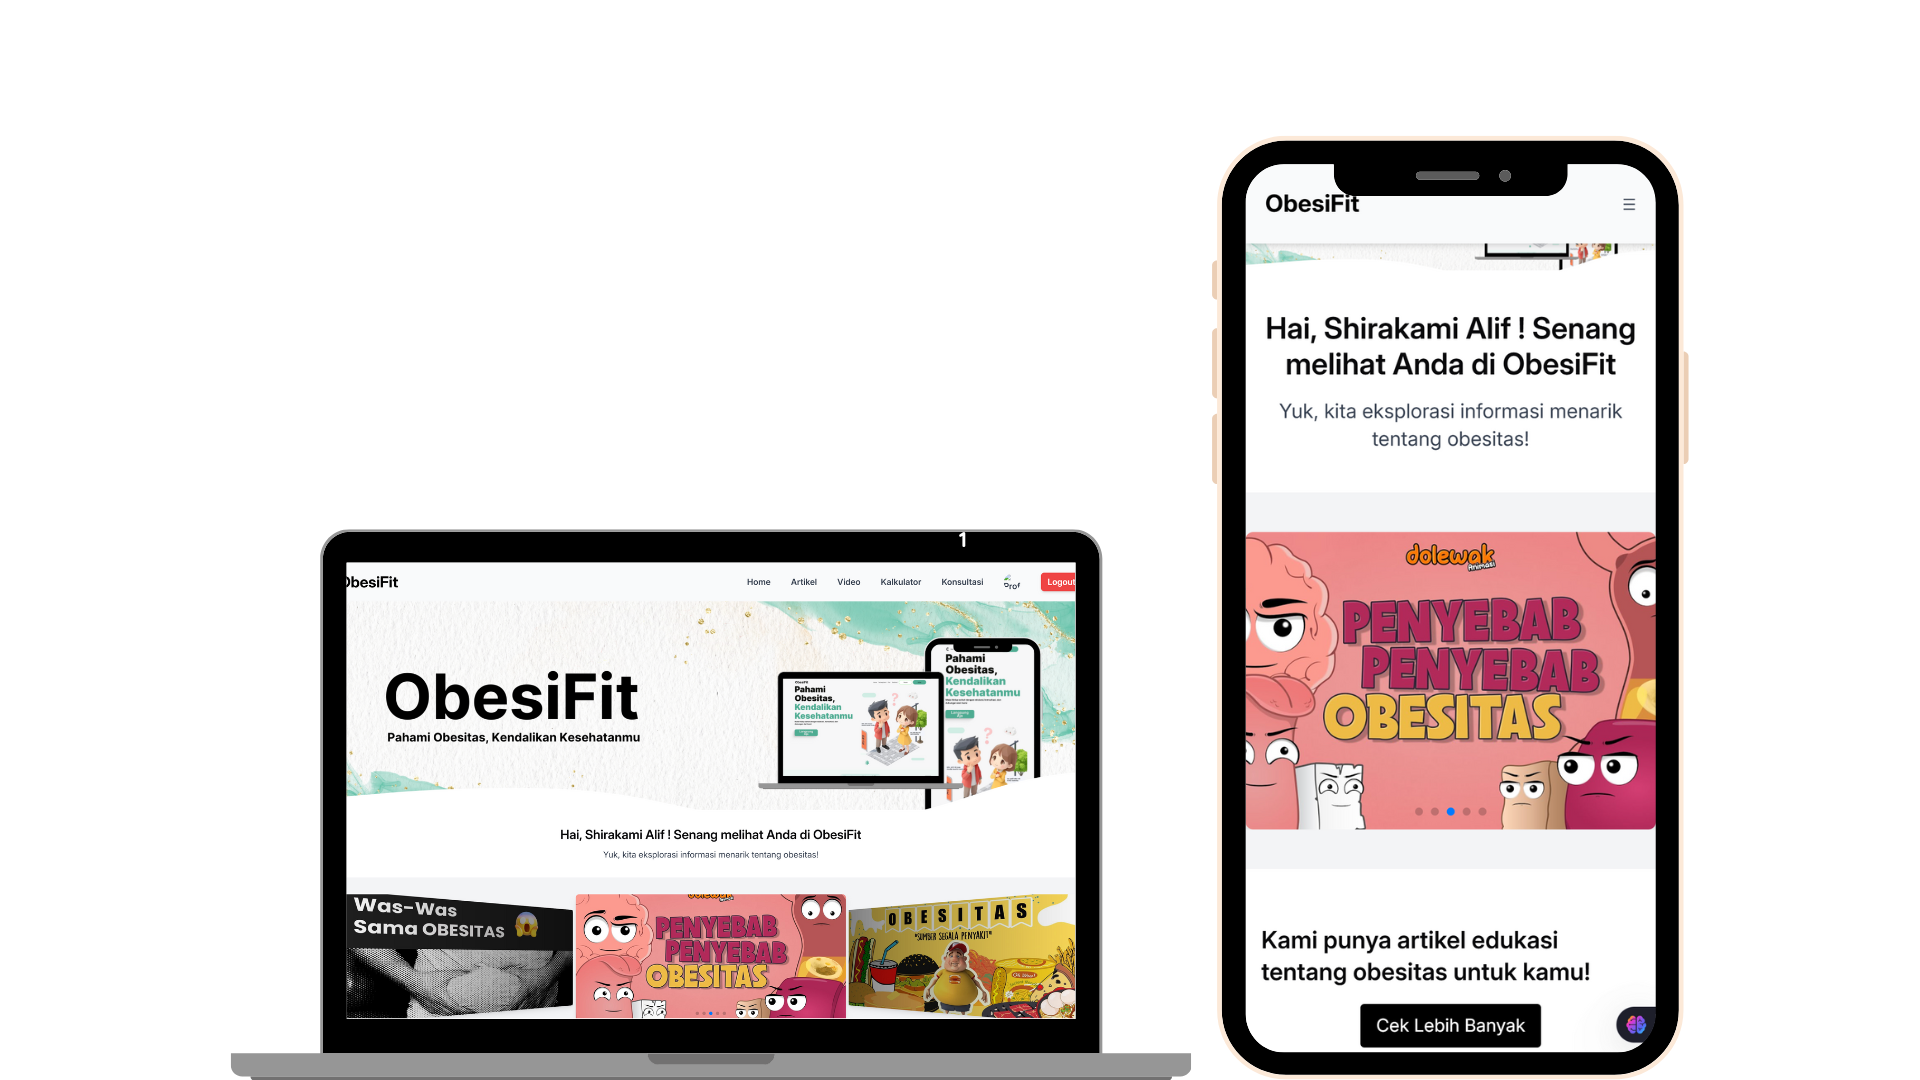 1
ObesiFit
Home Artikel Video Kalkulator Konsultasi Prof Logout
ObesiFit
Pahami Obesitas, Kendalikan Kesehatanmu
Pahami
Obesitas,
Kendalikan
Kesehatanmu
Pahami
Obesitas,
Kendalikan
Kesehatanmu
Hai, Shirakami Alif ! Senang melihat Anda di ObesiFit
Yuk, kita eksplorasi informasi menarik tentang obesitas!
Was-Was
Sama OBESITAS
PENYEBAB
PENYEBAB
OBESITAS
OBESITAS
"SUMBER SEGALA PENYAKIT"
ObesiFit
Hai, Shirakami Alif ! Senang
melihat Anda di ObesiFit
Yuk, kita eksplorasi informasi menarik
tentang obesitas!
dolewak
Animasi
PENYEBAB
PENYEBAB
OBESITAS
Kami punya artikel edukasi
tentang obesitas untuk kamu!
Cek Lebih Banyak